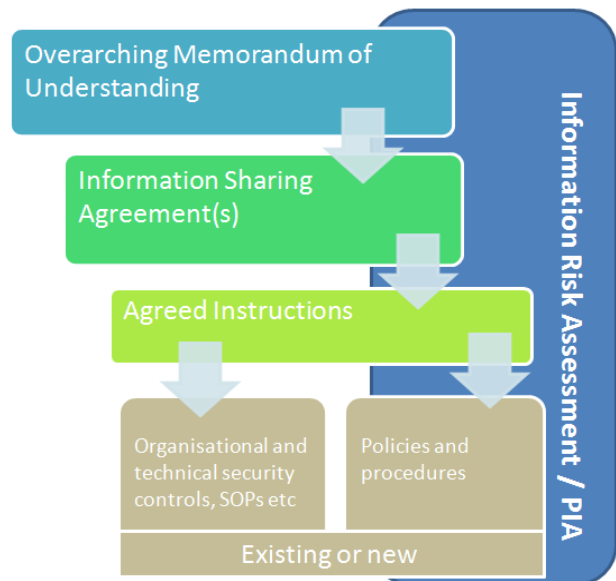 Overarching Memorandum of
Understanding
Information Sharing
Agreement(s)
Agreed Instructions
Organisational and
technical security
controls, SOPs etc
Policies and
procedures
Existing or new
Information Risk Assessment / PIA